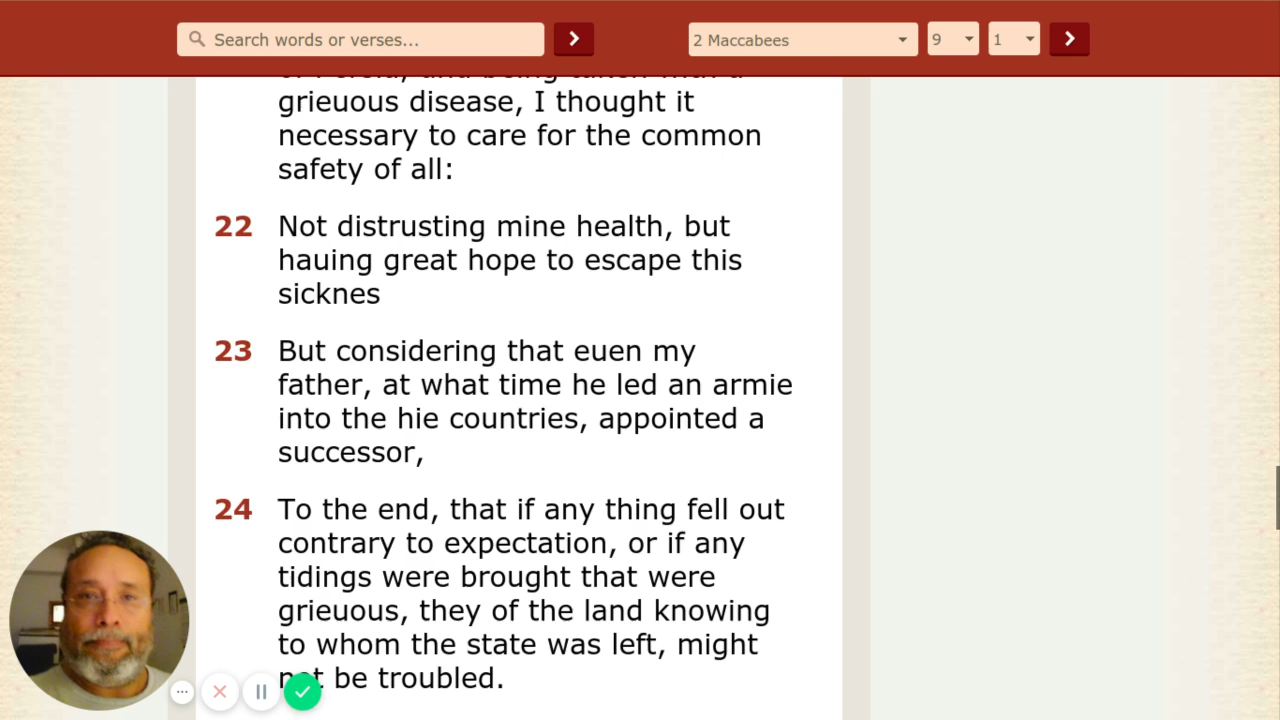 Search words or verses...
2 Maccabees
9
1
grieuous disease, I thought it
necessary to care for the common
safety of all:
22 Not distrusting mine health, but
hauing great hope to escape this
sicknes
23 But considering that euen my
father, at what time he led an armie
into the hie countries, appointed a
successor,
24 To the end, that if any thing fell out
contrary to expectation, or if any
tidings were brought that were
grieuous, they of the land knowing
to whom the state was left, might
not be troubled.